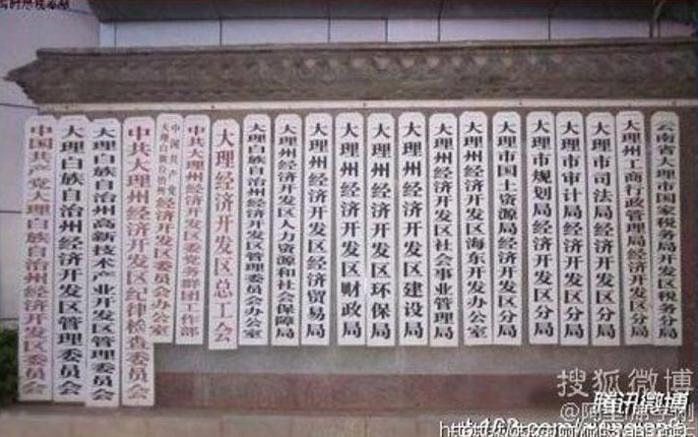 中国共产党大理白族自治州经济开发区委员会
大理白族自治州经济开发区管理委员会
大理白族自治州高新技术产业开发区管理委员会
中共大理州经济开发区纪律检查委员会
中国共产党
大理白族自治州经济开发区委员会办公室
中共大理州经济开发区委党务群团工作部
大理经济开发区总工会
大理白族自治州经济开发区管理委员会办公室
大理州经济开发区人力资源和社会保障局
大理州经济开发区经济贸易局
大理州经济开发区财政局
大理州经济开发区环保局
大理州经济开发区建设局
大理州经济开发区社会事业管理局
大理州经济开发区海东开发办公室
大理市国土资源局经济开发区分局
大理市规划局经济开发区分局
大理市审计局经济开发区分局
大理市司法局经济开发区分局
大理州工商行政管理局经济开发区分局
云南省大理市国家税务局开发区税务分局
搜狐微博
腾讯微博